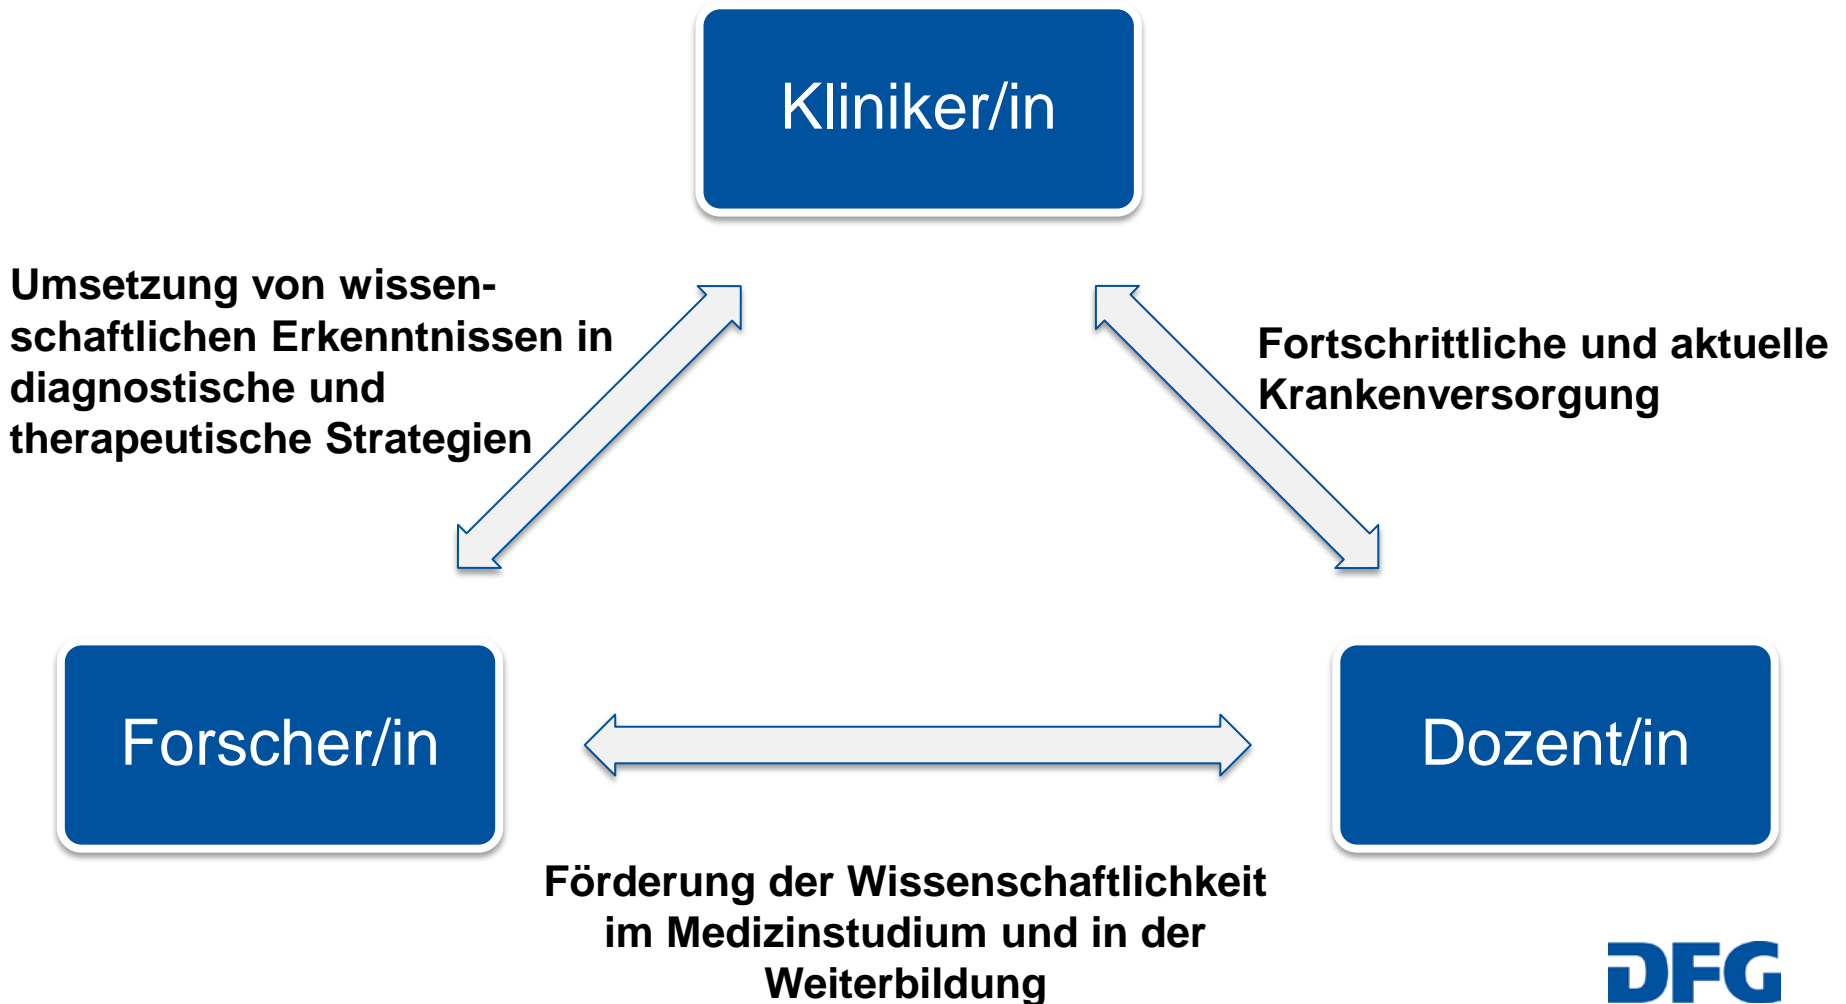 Kliniker/in
Umsetzung von wissen-
schaftlichen Erkenntnissen in
diagnostische und
therapeutische Strategien
Fortschrittliche und aktuelle
Krankenversorgung
Forscher/in
Dozent/in
Förderung der Wissenschaftlichkeit
im Medizinstudium und in der
Weiterbildung
DFG